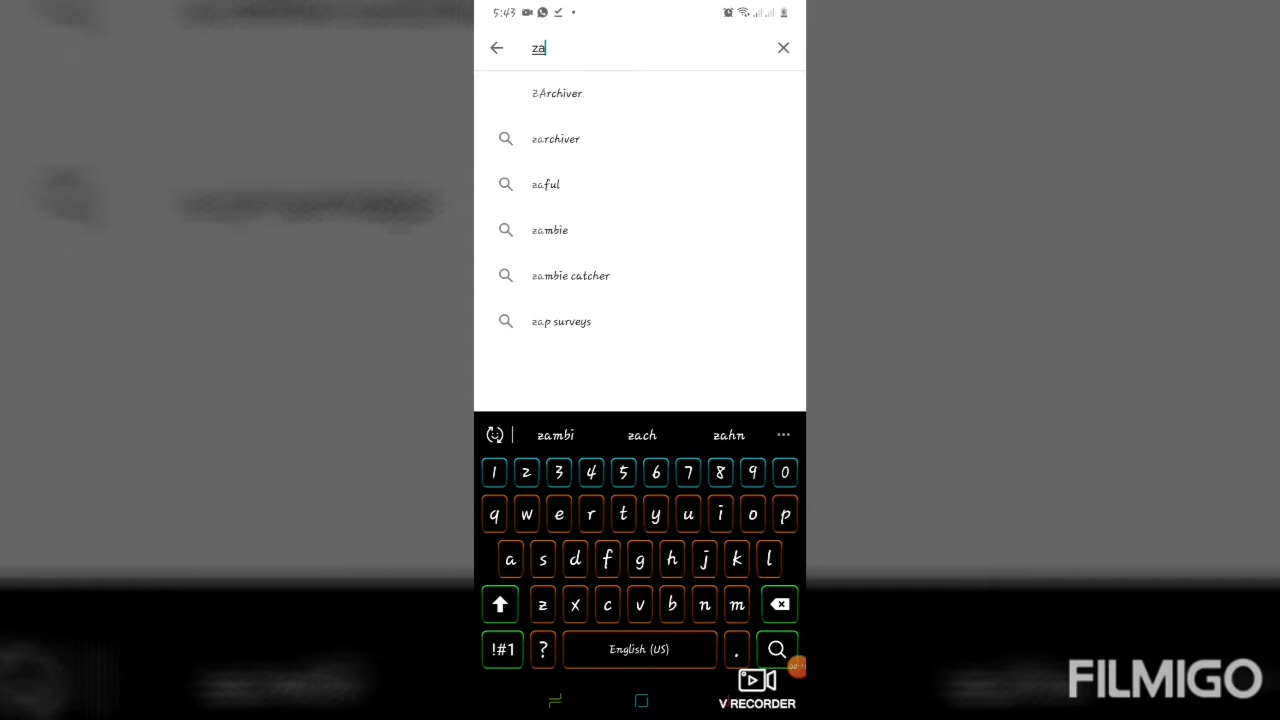 5:43
za
ZArchiver
zarchiver
zaful
zambie
zambie catcher
zap surveys
zambi zach zahn
1 2 3 4 5 6 7 8 9 0
q w e r t y u i o p
a s d f g h j k l
z x c v b n m
!#1 ? English (US) .
V RECORDER
FILMIGO